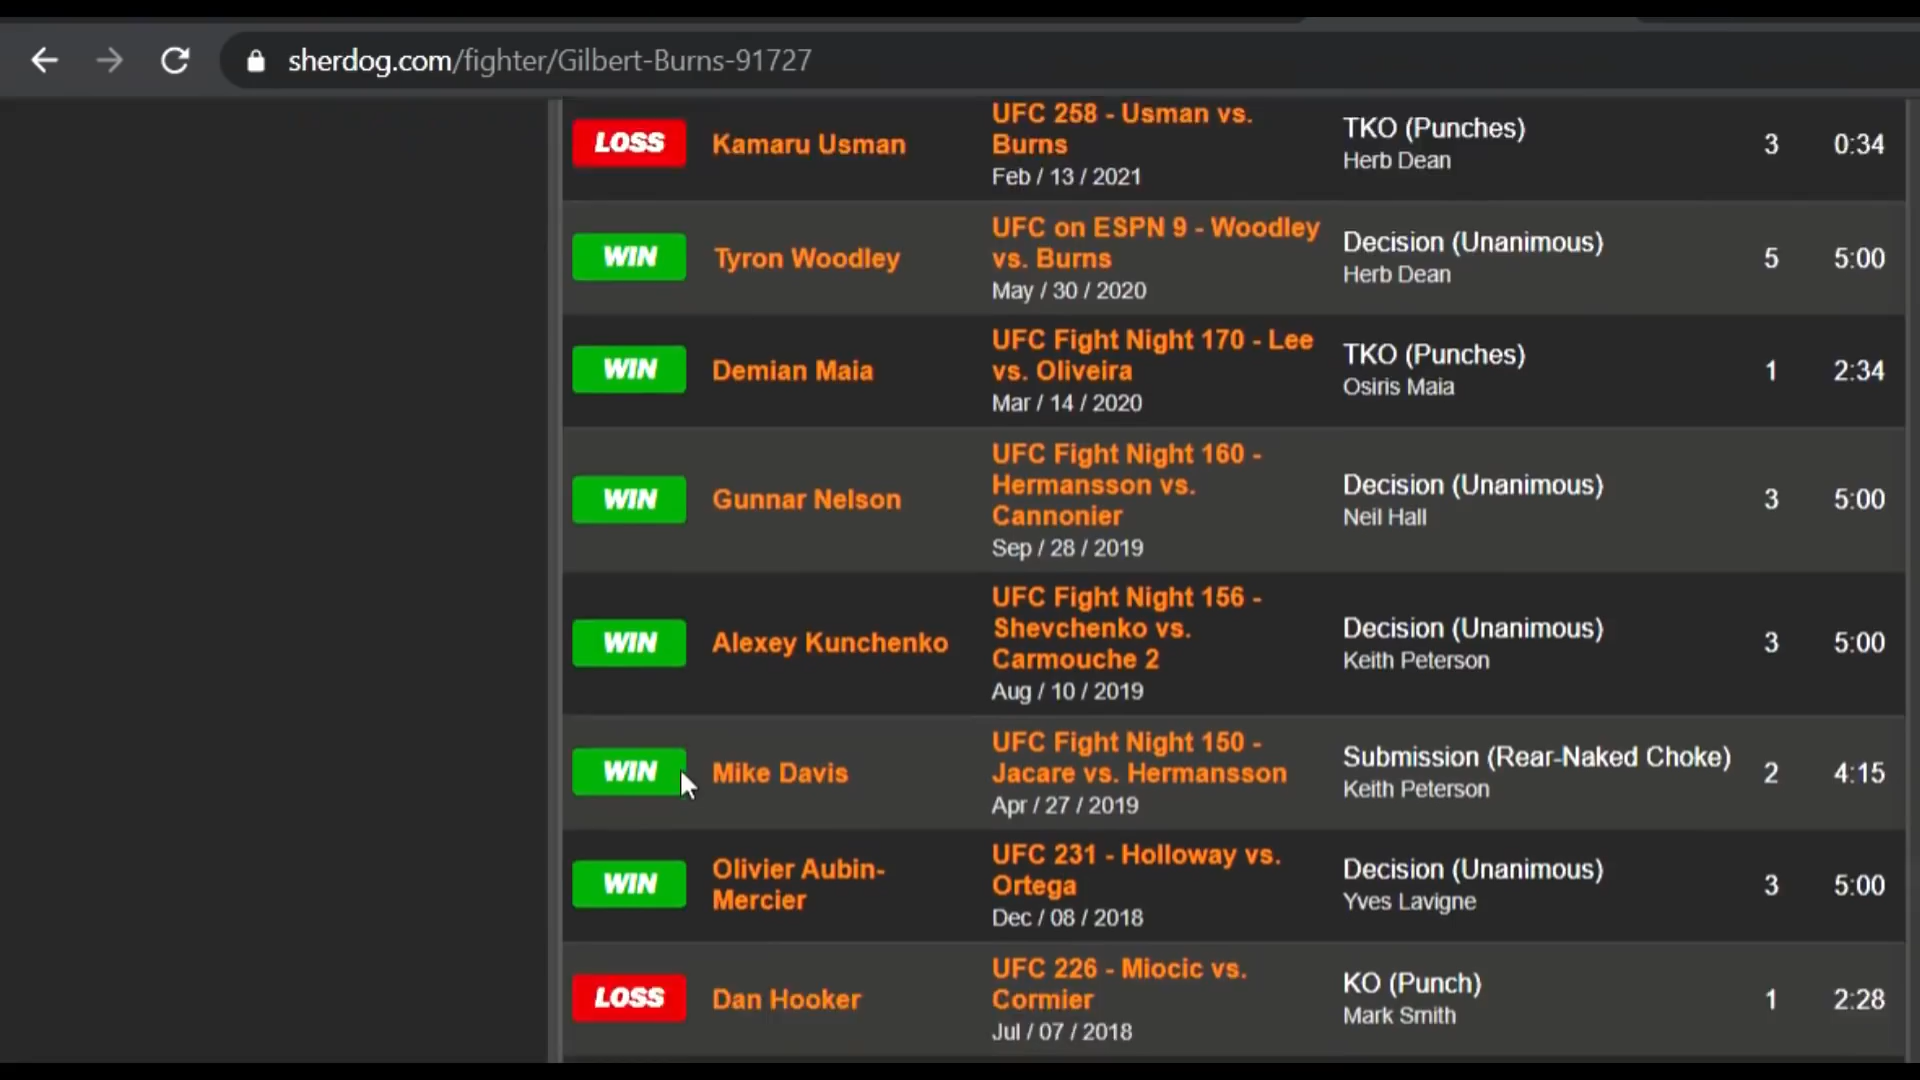 sherdog.com/fighter/Gilbert-Burns-91727
LOSS
Kamaru Usman
UFC 258 - Usman vs.
Burns
Feb / 13 / 2021
TKO (Punches)
Herb Dean
3
0:34
WIN
Tyron Woodley
UFC on ESPN 9 - Woodley
vs. Burns
May / 30 / 2020
Decision (Unanimous)
Herb Dean
5
5:00
WIN
Demian Maia
UFC Fight Night 170 - Lee
vs. Oliveira
Mar / 14 / 2020
TKO (Punches)
Osiris Maia
1
2:34
WIN
Gunnar Nelson
UFC Fight Night 160 -
Hermansson vs.
Cannonier
Sep / 28 / 2019
Decision (Unanimous)
Neil Hall
3
5:00
WIN
Alexey Kunchenko
UFC Fight Night 156 -
Shevchenko vs.
Carmouche 2
Aug / 10 / 2019
Decision (Unanimous)
Keith Peterson
3
5:00
WIN
Mike Davis
UFC Fight Night 150 -
Jacare vs. Hermansson
Apr / 27 / 2019
Submission (Rear-Naked Choke)
Keith Peterson
2
4:15
WIN
Olivier Aubin-
Mercier
UFC 231 - Holloway vs.
Ortega
Dec / 08 / 2018
Decision (Unanimous)
Yves Lavigne
3
5:00
LOSS
Dan Hooker
UFC 226 - Miocic vs.
Cormier
Jul / 07 / 2018
KO (Punch)
Mark Smith
1
2:28